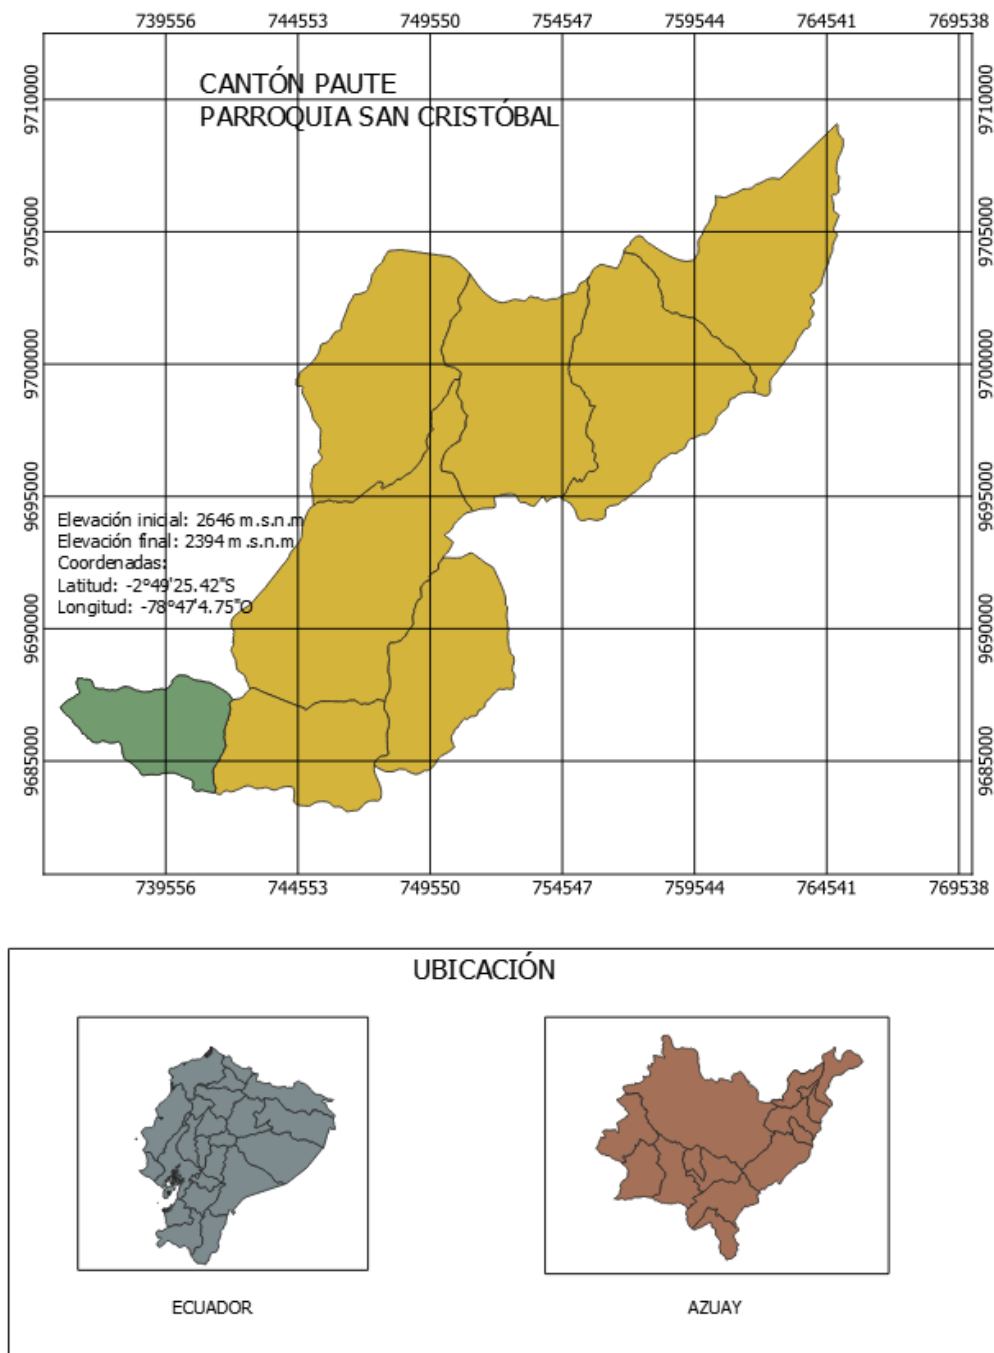 739556 744553 749550 754547 759544 764541 769538
CANTÓN PAUTE
PARROQUIA SAN CRISTÓBAL
9710000 9710000
9705000 9705000
9700000 9700000
9695000 9695000
Elevación inicial: 2646 m.s.n.m
Elevación final: 2394 m.s.n.m
Coordenadas:
Latitud: -2°49'25.42"S
Longitud: -78°47'4.75"O
9690000 9690000
9685000 9685000
739556 744553 749550 754547 759544 764541 769538
UBICACIÓN
ECUADOR AZUAY